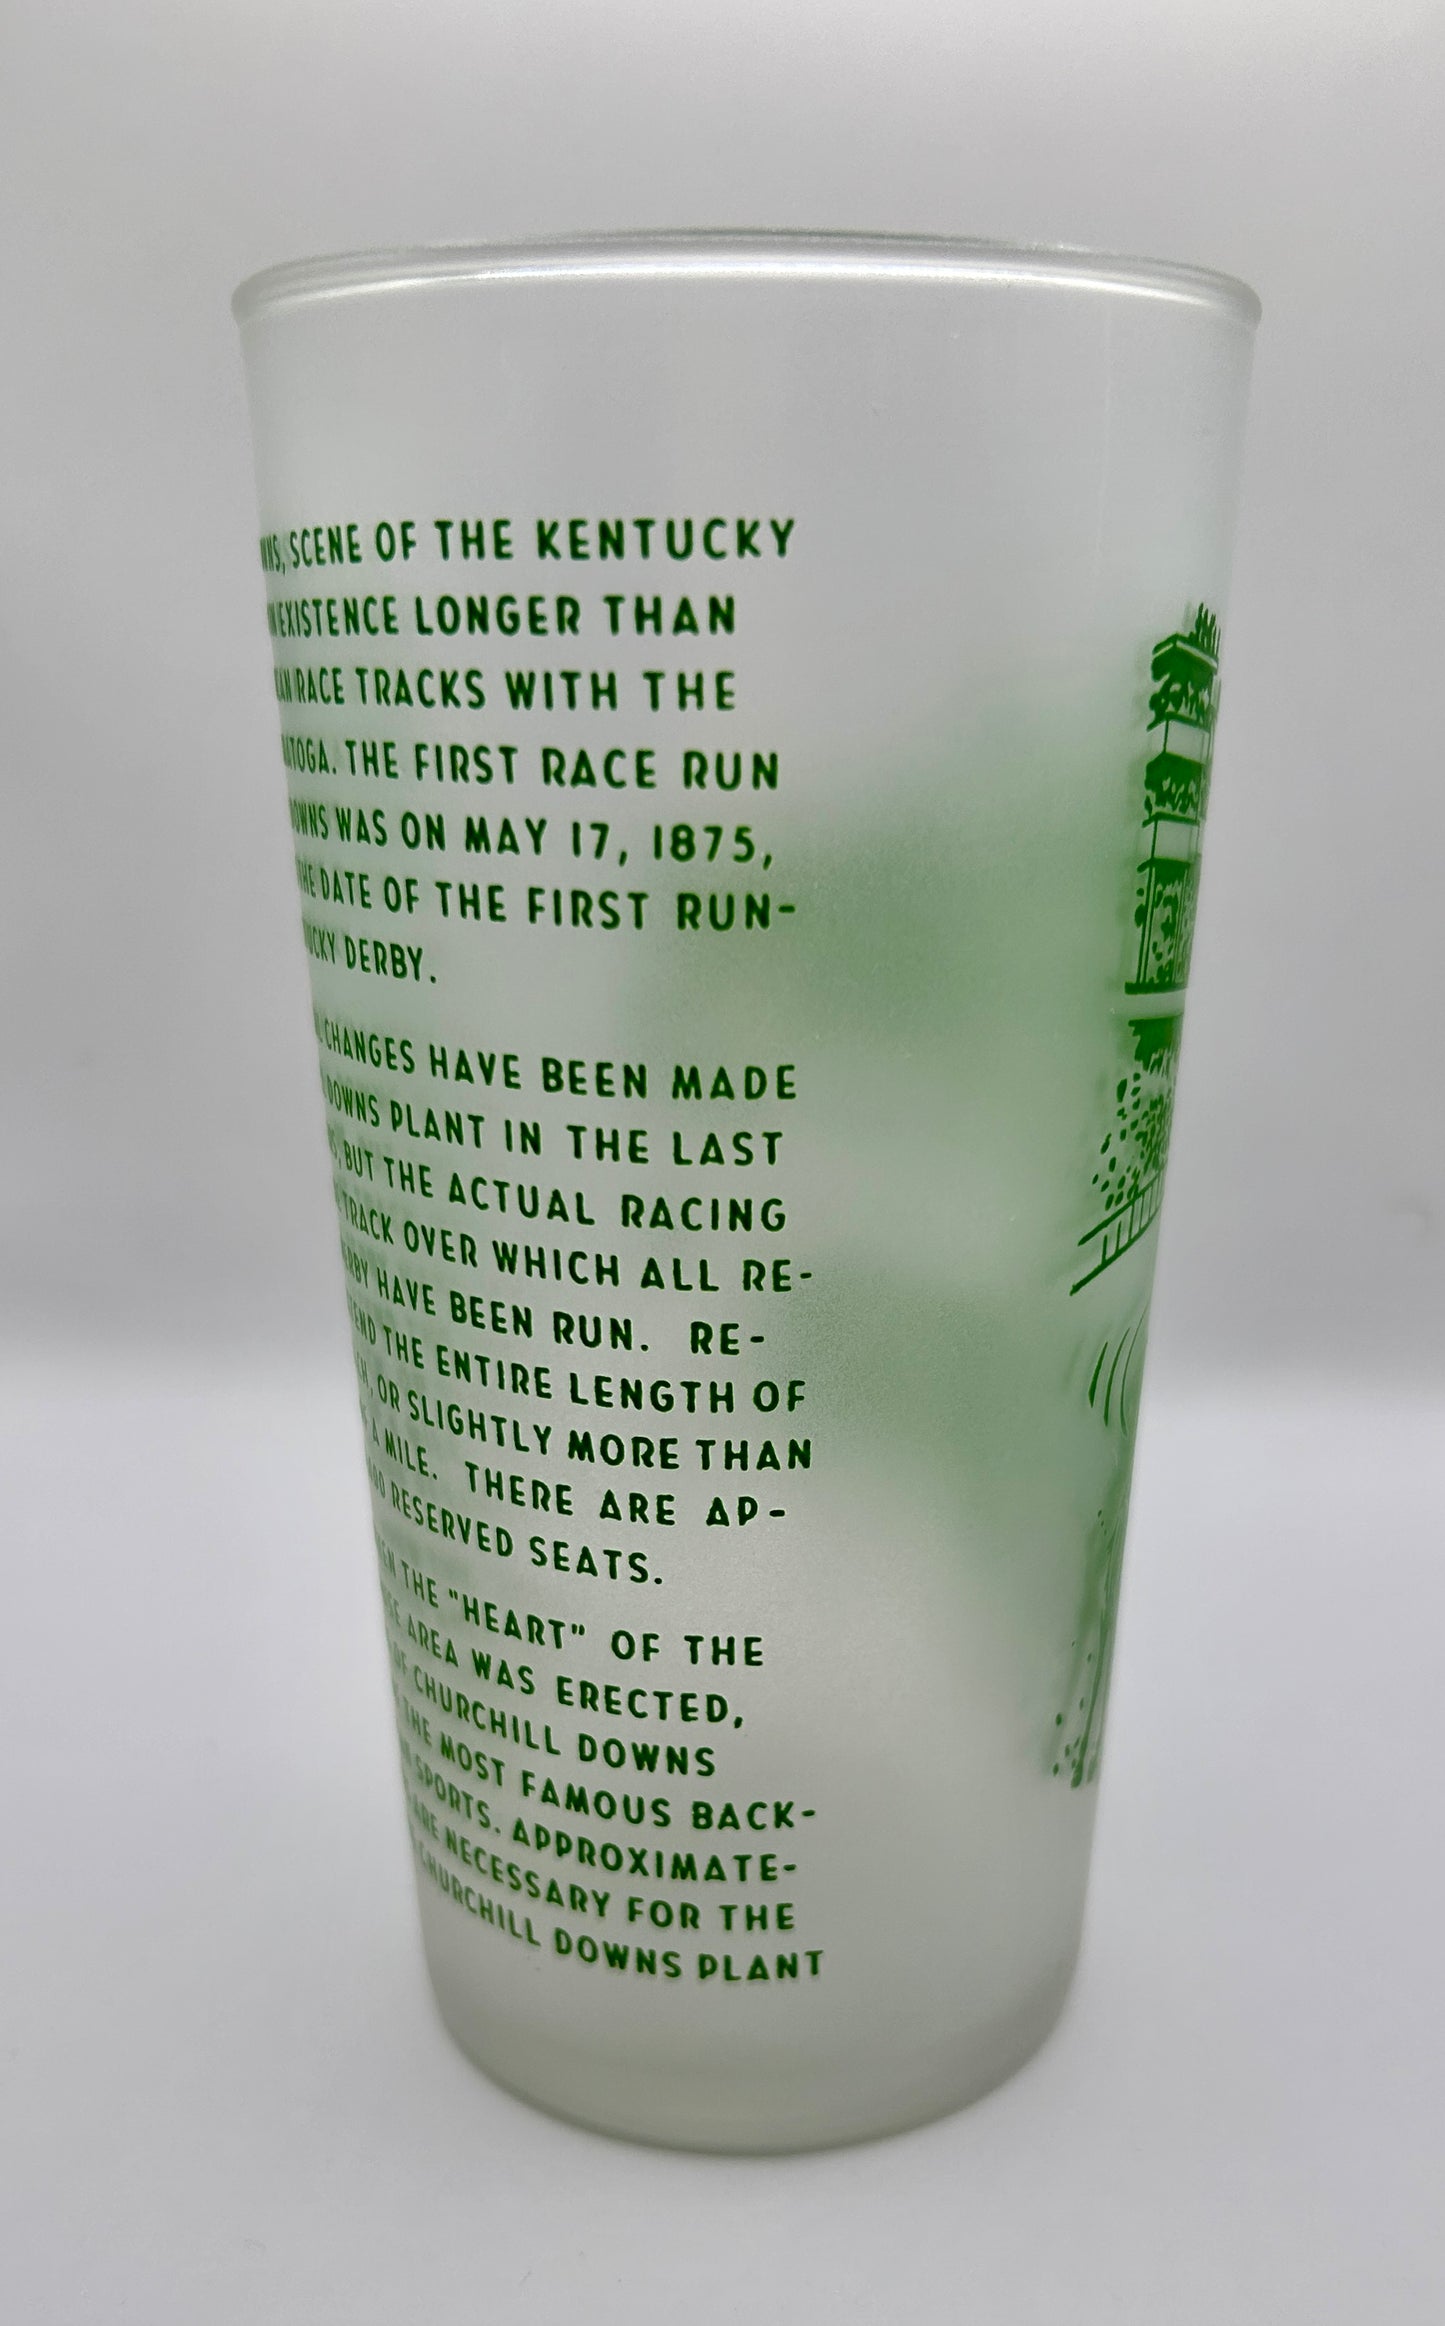 SCENE OF THE KENTUCKY
EXISTENCE LONGER THAN
RACE TRACKS WITH THE
THE FIRST RACE RUN
WAS ON MAY 17, 1875,
THE DATE OF THE FIRST RUN-
DERBY.
CHANGES HAVE BEEN MADE
DOWNS PLANT IN THE LAST
BUT THE ACTUAL RACING
TRACK OVER WHICH ALL RE-
HAVE BEEN RUN. RE-
THE ENTIRE LENGTH OF
OR SLIGHTLY MORE THAN
A MILE. THERE ARE AP-
RESERVED SEATS.
THE "HEART" OF THE
AREA WAS ERECTED,
OF CHURCHILL DOWNS
THE MOST FAMOUS BACK-
SPORTS. APPROXIMATE-
ARE NECESSARY FOR THE
CHURCHILL DOWNS PLANT